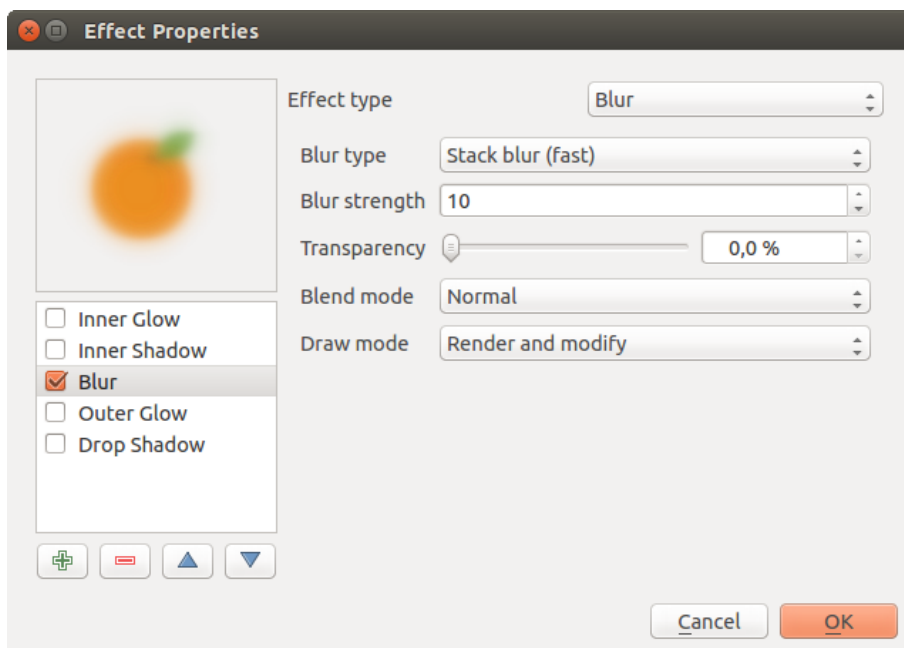 Effect Properties
Effect type Blur
Blur type Stack blur (fast)
Blur strength 10
Transparency 0,0 %
Blend mode Normal
Draw mode Render and modify
Inner Glow
Inner Shadow
Blur
Outer Glow
Drop Shadow
Cancel OK